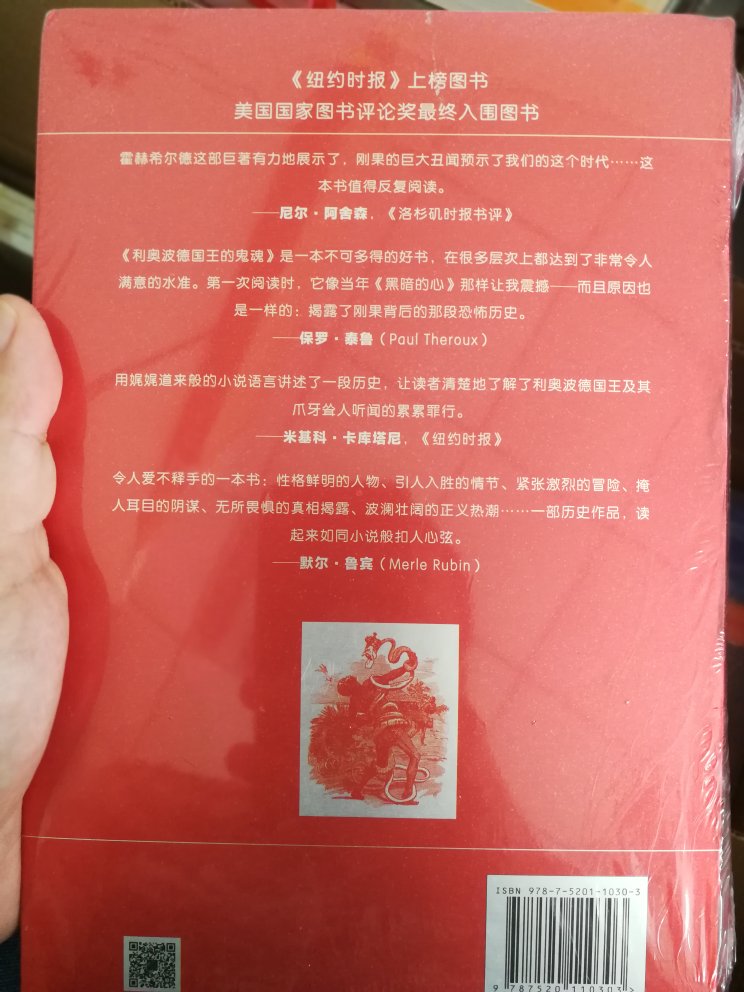 《纽约时报》上榜图书
美国国家图书评论奖最终入围图书
霍赫希尔德这部巨著有力地展示了，刚果的巨大丑闻预示了我们的这个时代……这
本书值得反复阅读。
——尼尔·阿舍森，《洛杉矶时报书评》
《利奥波德国王的鬼魂》是一本不可多得的好书，在很多层次上都达到了非常令人
满意的水准。第一次阅读时，它像当年《黑暗的心》那样让我震撼——而且原因也
是一样的：揭露了刚果背后的那段恐怖历史。
——保罗·泰鲁（Paul Theroux）
用娓娓道来般的小说语言讲述了一段历史，让读者清楚地了解了利奥波德国王及其
爪牙耸人听闻的累累罪行。
——米基科·卡库塔尼，《纽约时报》
令人爱不释手的一本书：性格鲜明的人物、引人入胜的情节、紧张激烈的冒险、掩
人耳目的阴谋、无所畏惧的真相揭露、波澜壮阔的正义热潮……一部历史作品，读
起来如同小说般扣人心弦。
——默尔·鲁宾（Merle Rubin）
ISBN 978-7-5201-1030-3
9 787520 110303 >